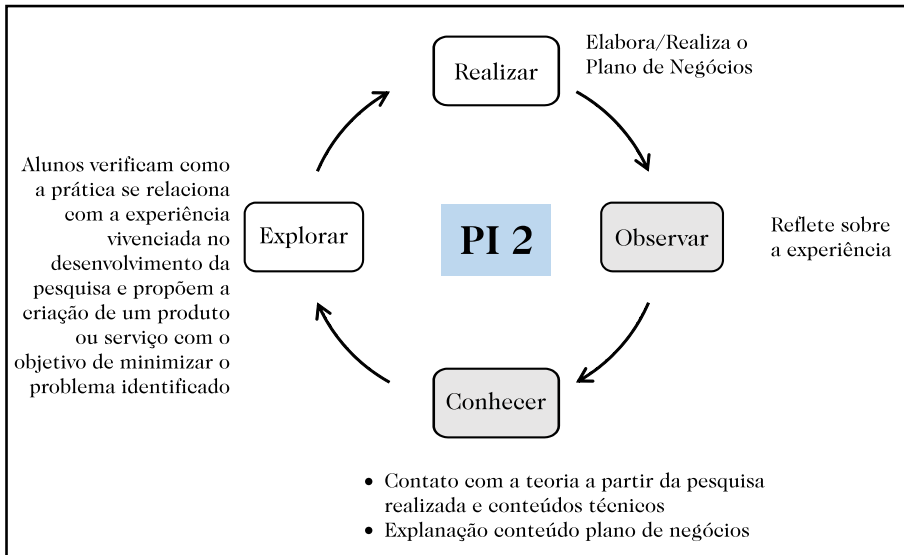 Realizar
Elabora/Realiza o
Plano de Negócios
Alunos verificam como
a prática se relaciona
com a experiência
vivenciada no
desenvolvimento da
pesquisa e propõem a
criação de um produto
ou serviço com o
objetivo de minimizar o
problema identificado
Explorar
PI 2
Observar
Reflete sobre
a experiência
Conhecer
• Contato com a teoria a partir da pesquisa
realizada e conteúdos técnicos
• Explanação conteúdo plano de negócios